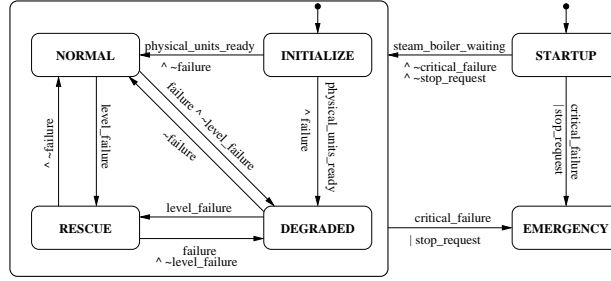 physical_units_ready
^ ~failure
steam_boiler_waiting
^ ~critical_failure
^ ~stop_request
NORMAL
INITIALIZE
STARTUP
^ ~failure
level_failure
failure ^ ~level_failure
~failure
physical_units_ready
^ failure
critical_failure
| stop_request
level_failure
failure
^ ~level_failure
critical_failure
| stop_request
RESCUE
DEGRADED
EMERGENCY